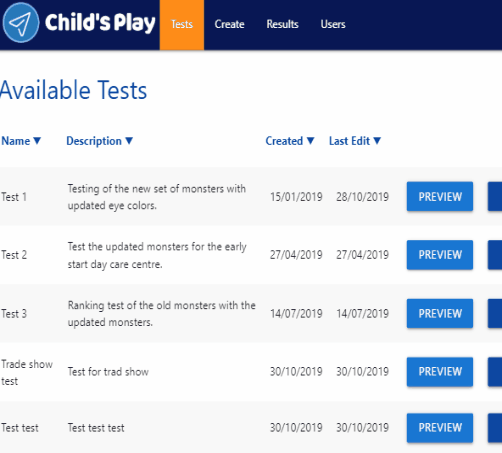 Child's Play Tests Create Results Users
Available Tests
Name ▼ Description ▼ Created ▼ Last Edit ▼
Test 1 Testing of the new set of monsters with updated eye colors. 15/01/2019 28/10/2019 PREVIEW
Test 2 Test the updated monsters for the early start day care centre. 27/04/2019 27/04/2019 PREVIEW
Test 3 Ranking test of the old monsters with the updated monsters. 14/07/2019 14/07/2019 PREVIEW
Trade show test Test for trad show 30/10/2019 30/10/2019 PREVIEW
Test test Test test test 30/10/2019 30/10/2019 PREVIEW